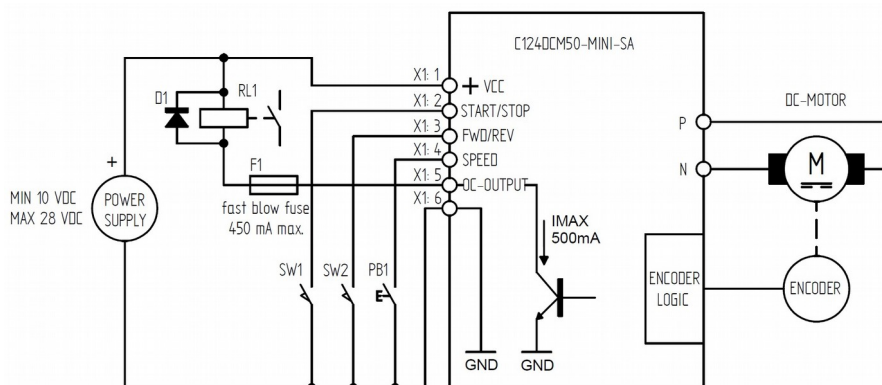 C124DCM50-MINI-SA
X1: 1
+ VCC
RL1
D1
DC-MOTOR
X1: 2
START/STOP
P
X1: 3
FWD/REV
X1: 4
SPEED
N
M
+
F1
X1: 5
OC-OUTPUT
MIN 10 VDC
MAX 28 VDC
POWER
SUPPLY
fast blow fuse
450 mA max.
X1: 6
IMAX
500mA
SW1
SW2
PB1
ENCODER
LOGIC
ENCODER
GND
GND